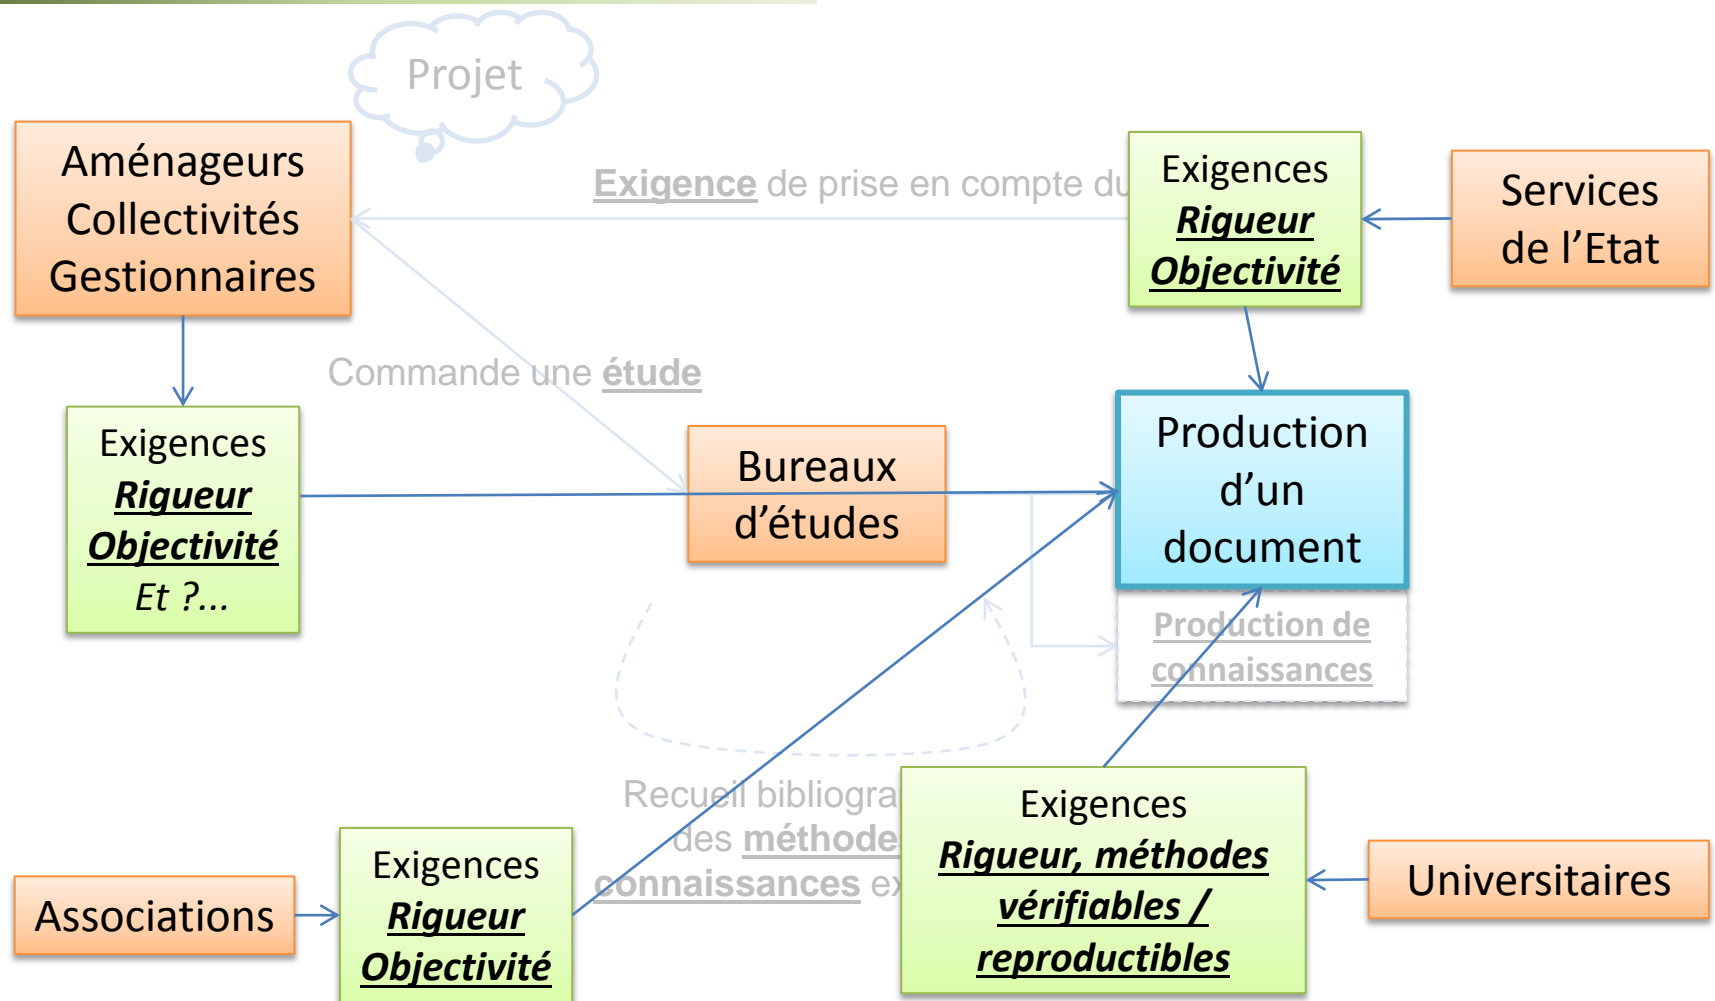 Projet
Aménageurs
Collectivités
Gestionnaires
Exigence de prise en compte du
Exigences
Rigueur
Objectivité
Services
de l’Etat
Commande une étude
Exigences
Rigueur
Objectivité
Et ?...
Bureaux
d’études
Production
d’un
document
Production de
connaissances
Recueil bibliogra
des méthodes
connaissances ex
Exigences
Rigueur, méthodes
vérifiables /
reproductibles
Universitaires
Associations
Exigences
Rigueur
Objectivité